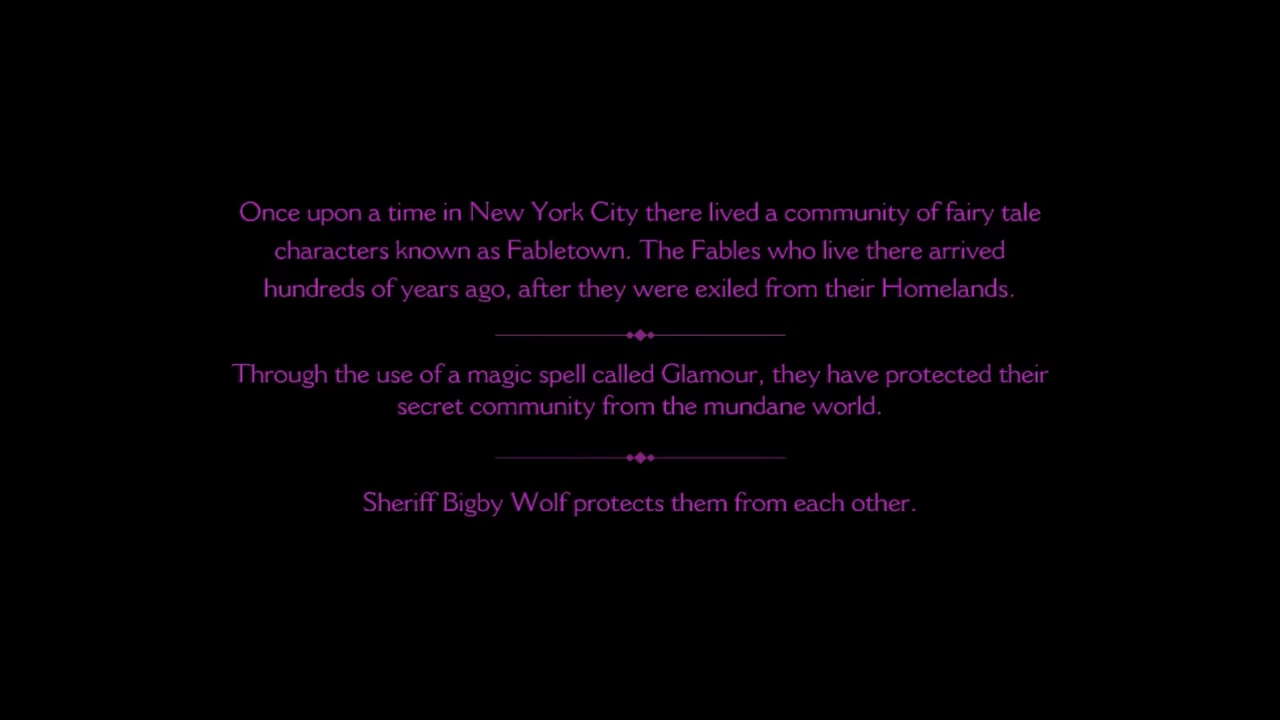 Once upon a time in New York City there lived a community of fairy tale
characters known as Fabletown. The Fables who live there arrived
hundreds of years ago, after they were exiled from their Homelands.
Through the use of a magic spell called Glamour, they have protected their
secret community from the mundane world.
Sheriff Bigby Wolf protects them from each other.